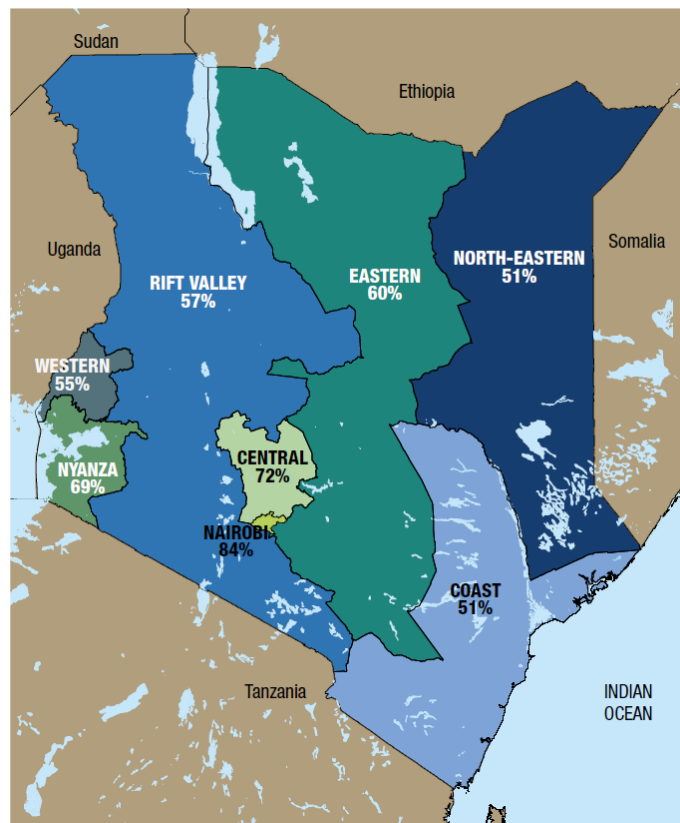 Sudan
Ethiopia
Uganda
Somalia
NORTH-EASTERN
51%
RIFT VALLEY
57%
EASTERN
60%
WESTERN
55%
NYANZA
69%
CENTRAL
72%
NAIROBI
84%
COAST
51%
Tanzania
INDIAN
OCEAN